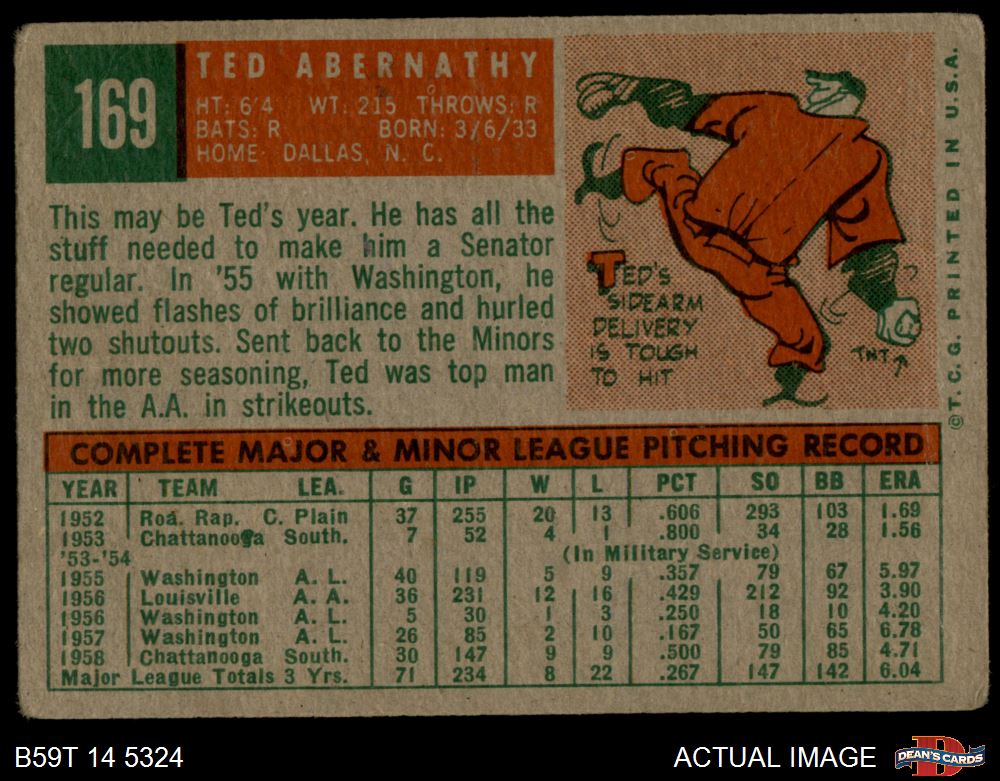 169
TED ABERNATHY
HT: 6'4 WT: 215 THROWS: R
BATS: R BORN: 3/6/33
HOME- DALLAS, N. C.
This may be Ted's year. He has all the
stuff needed to make him a Senator
regular. In '55 with Washington, he
showed flashes of brilliance and hurled
two shutouts. Sent back to the Minors
for more seasoning, Ted was top man
in the A.A. in strikeouts.
TED'S
SIDEARM
DELIVERY
IS TOUGH
TO HIT
TNT
©T.C.G. PRINTED IN U.S.A.
COMPLETE MAJOR & MINOR LEAGUE PITCHING RECORD
YEAR TEAM LEA. G IP W L PCT SO BB ERA
1952 Roa. Rap. C. Plain 37 255 20 13 .606 293 103 1.69
1953 Chattanooga South. 7 52 4 1 .800 34 28 1.56
'53-'54 (In Military Service)
1955 Washington A. L. 40 119 5 9 .357 79 67 5.97
1956 Louisville A. A. 36 231 12 16 .429 212 92 3.90
1956 Washington A. L. 5 30 1 3 .250 18 10 4.20
1957 Washington A. L. 26 85 2 10 .167 50 65 6.78
1958 Chattanooga South. 30 147 9 9 .500 79 85 4.71
Major League Totals 3 Yrs. 71 234 8 22 .267 147 142 6.04
B59T 14 5324
ACTUAL IMAGE
DEAN'S CARDS